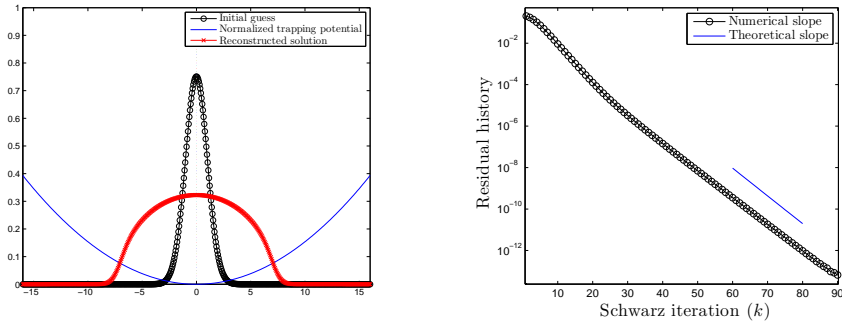 Initial guess
Normalized trapping potential
Reconstructed solution
1
0.9
0.8
0.7
0.6
0.5
0.4
0.3
0.2
0.1
0
−15 −10 −5 0 5 10 15
Numerical slope
Theoretical slope
Residual history
10^−2
10^−4
10^−6
10^−8
10^−10
10^−12
10 20 30 40 50 60 70 80 90
Schwarz iteration (k)